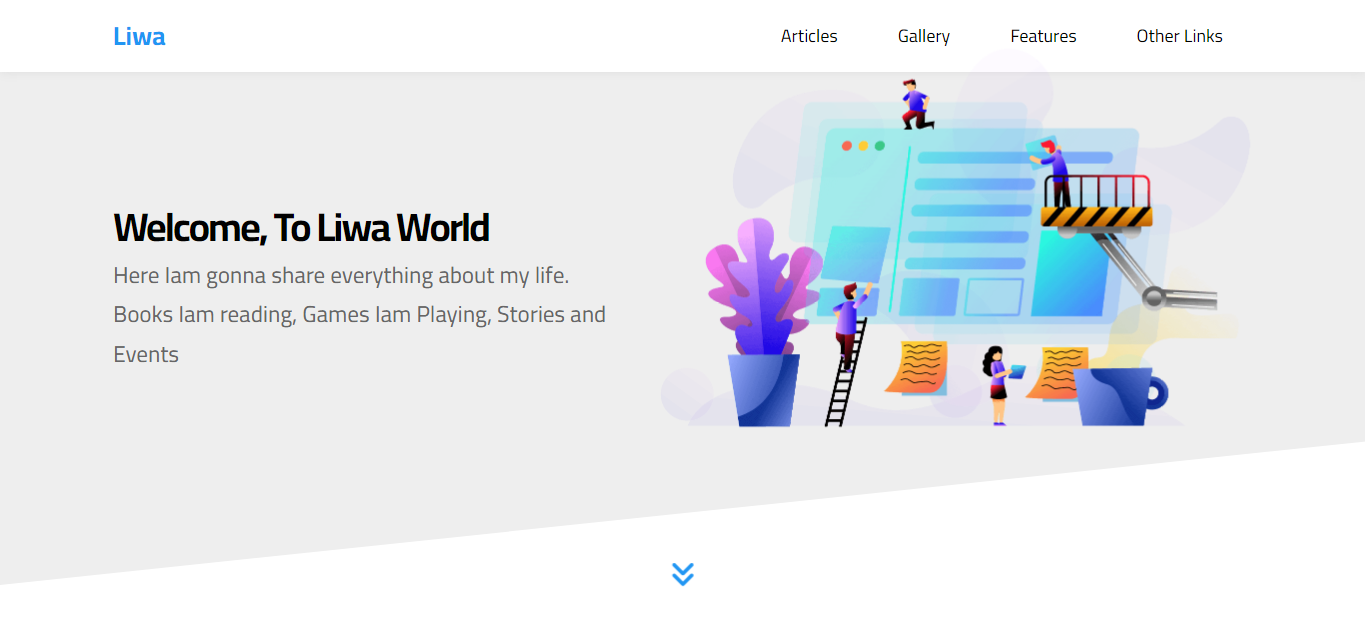 Liwa
Articles
Gallery
Features
Other Links
Welcome, To Liwa World
Here Iam gonna share everything about my life.
Books Iam reading, Games Iam Playing, Stories and
Events